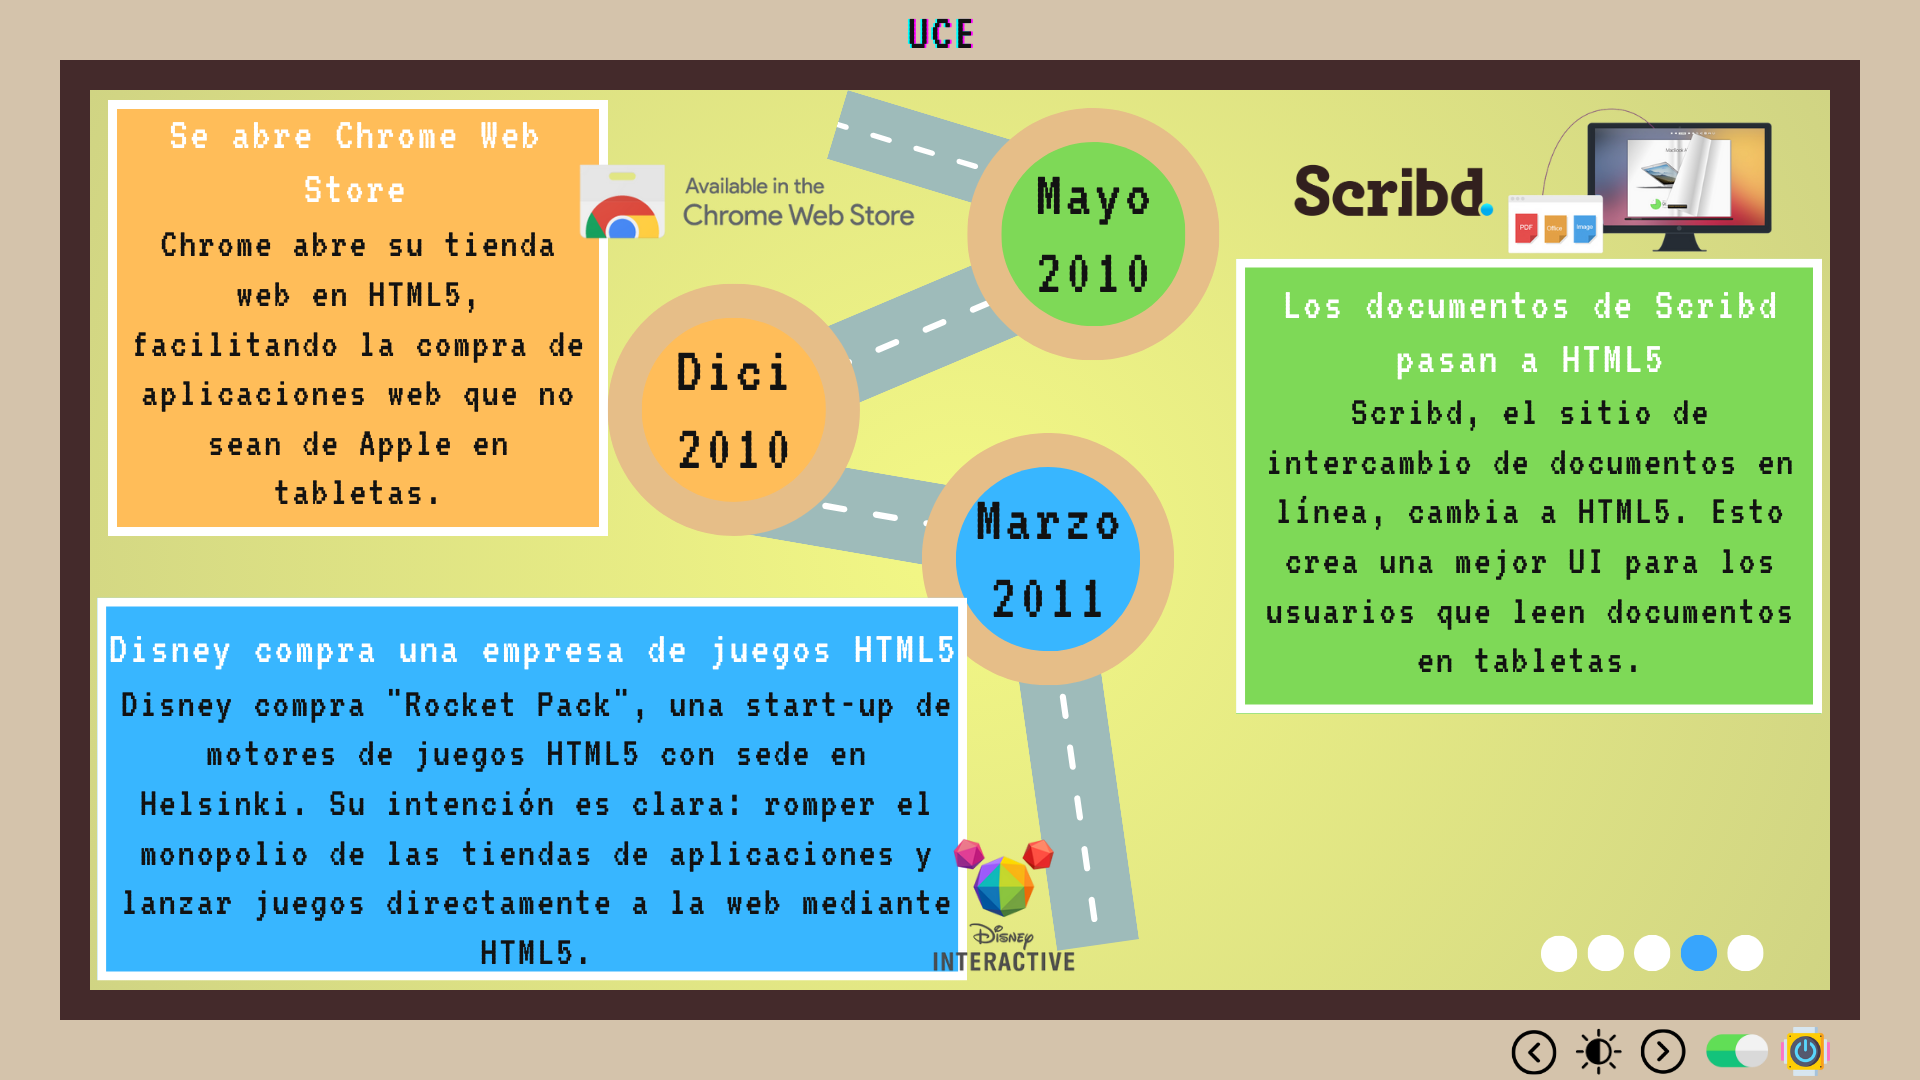 UCE
Se abre Chrome Web
Store
Chrome abre su tienda
web en HTML5,
facilitando la compra de
aplicaciones web que no
sean de Apple en
tabletas.
Available in the
Chrome Web Store
Mayo
2010
Scribd.
PDF
Office
Image
MacBook Air
Dici
2010
Los documentos de Scribd
pasan a HTML5
Scribd, el sitio de
intercambio de documentos en
línea, cambia a HTML5. Esto
crea una mejor UI para los
usuarios que leen documentos
en tabletas.
Marzo
2011
Disney compra una empresa de juegos HTML5
Disney compra "Rocket Pack", una start-up de
motores de juegos HTML5 con sede en
Helsinki. Su intención es clara: romper el
monopolio de las tiendas de aplicaciones y
lanzar juegos directamente a la web mediante
HTML5.
Disney
INTERACTIVE